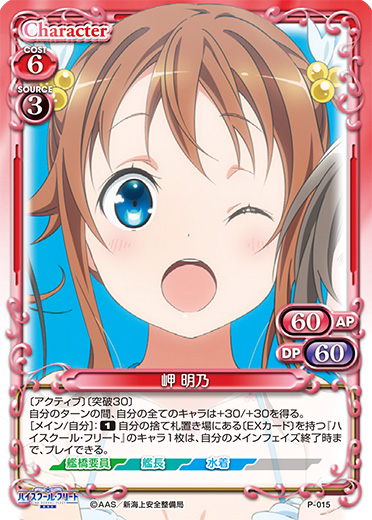 Character
COST
6
SOURCE
3
60 AP
DP 60
岬 明乃
〔アクティブ〕〔突破30〕
自分のターンの間、自分の全てのキャラは+30/+30を得る。
[メイン/自分]:1 自分の捨て札置き場にある《EXカード》を持つ『ハ
イスクール・フリート』のキャラ1枚は、自分のメインフェイズ終了時ま
で、プレイできる。
艦橋要員 艦長 水着
ハイスクール・フリート
©AAS/新海上安全整備局
P-015